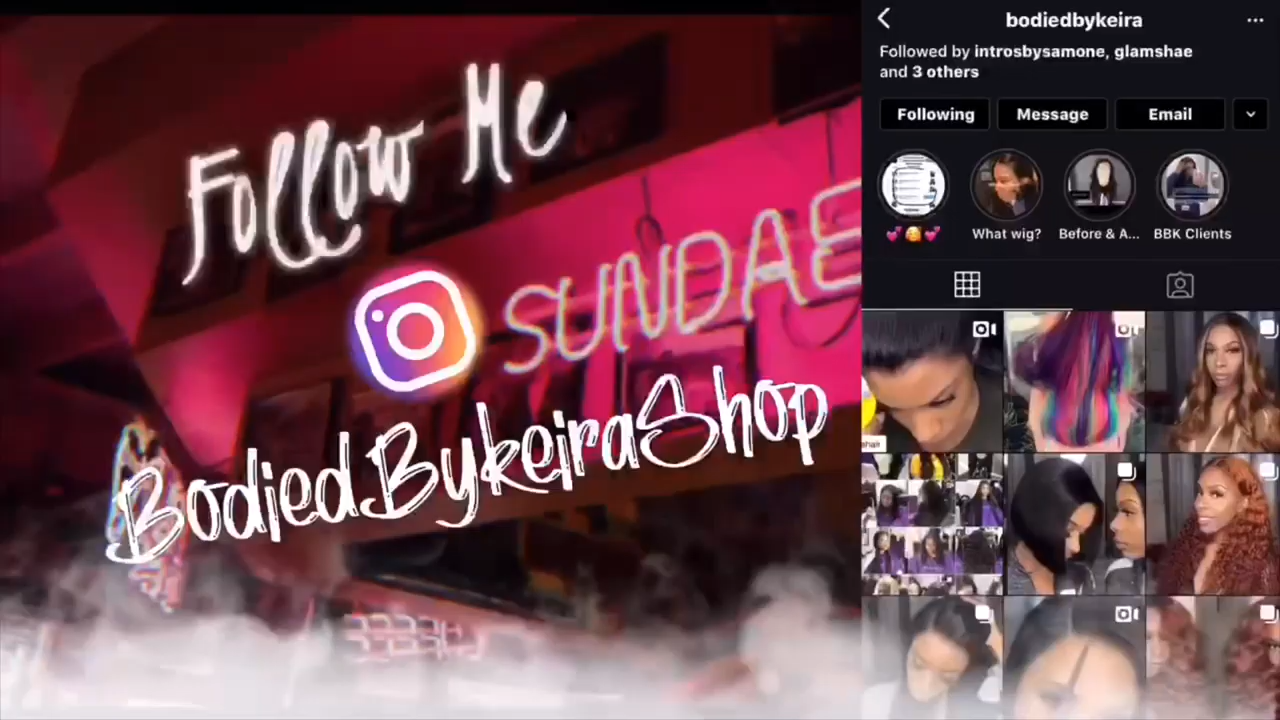 Follow Me
SUNDAE
BodiedBykeiraShop
bodiedbykeira
Followed by introsbysamone, glamshae
and 3 others
Following Message Email
💕 🥰 💕 What wig? Before & A... BBK Clients